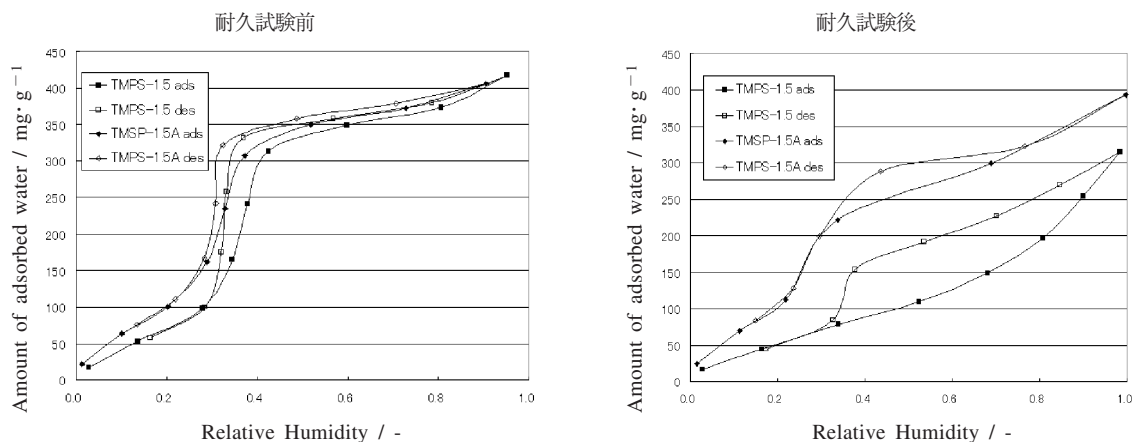 耐久試験前
450
400
350
300
250
200
150
100
50
0
TMPS-1.5 ads
TMPS-1.5 des
TMSP-1.5A ads
TMPS-1.5A des
0.0 0.2 0.4 0.6 0.8 1.0
Amount of adsorbed water / mg・g⁻¹
Relative Humidity / -
耐久試験後
450
400
350
300
250
200
150
100
50
0
TMPS-1.5 ads
TMPS-1.5 des
TMSP-1.5A ads
TMPS-1.5A des
0.0 0.2 0.4 0.6 0.8 1.0
Amount of adsorbed water / mg・g⁻¹
Relative Humidity / -